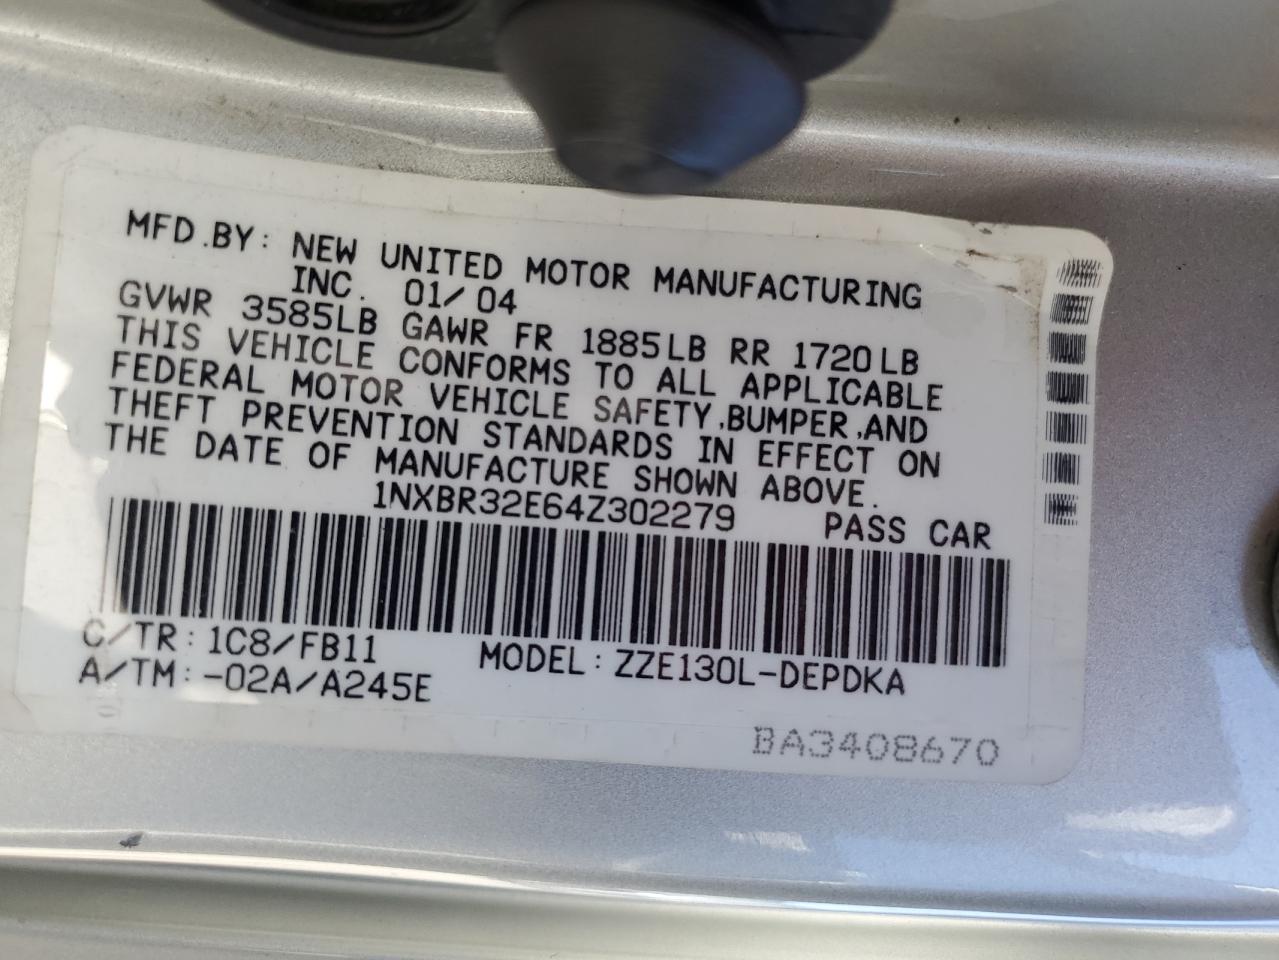 MFD.BY: NEW UNITED MOTOR MANUFACTURING
INC. 01/04
GVWR 3585LB GAWR FR 1885LB RR 1720LB
THIS VEHICLE CONFORMS TO ALL APPLICABLE
FEDERAL MOTOR VEHICLE SAFETY,BUMPER,AND
THEFT PREVENTION STANDARDS IN EFFECT ON
THE DATE OF MANUFACTURE SHOWN ABOVE.
1NXBR32E64Z302279 PASS CAR
C/TR:1C8/FB11 MODEL:ZZE130L-DEPDKA
A/TM:-02A/A245E
BA3408670